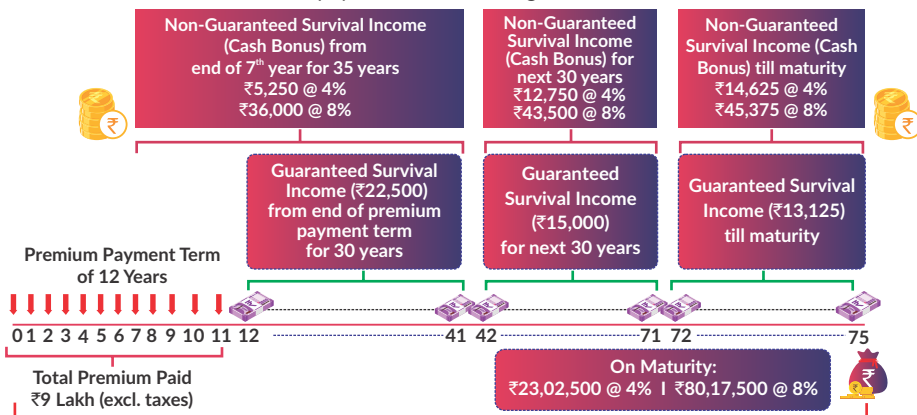 Non-Guaranteed Survival Income
(Cash Bonus) from
end of 7th year for 35 years
₹5,250 @ 4%
₹36,000 @ 8%
Non-Guaranteed
Survival Income
(Cash Bonus) for
next 30 years
₹12,750 @ 4%
₹43,500 @ 8%
Non-Guaranteed
Survival Income (Cash
Bonus) till maturity
₹14,625 @ 4%
₹45,375 @ 8%
Guaranteed Survival
Income (₹22,500)
from end of premium
payment term
for 30 years
Guaranteed
Survival Income
(₹15,000)
for next 30 years
Guaranteed Survival
Income (₹13,125)
till maturity
Premium Payment Term
of 12 Years
0 1 2 3 4 5 6 7 8 9 10 11 12 41 42 71 72 75
Total Premium Paid
₹9 Lakh (excl. taxes)
On Maturity:
₹23,02,500 @ 4% I ₹80,17,500 @ 8%